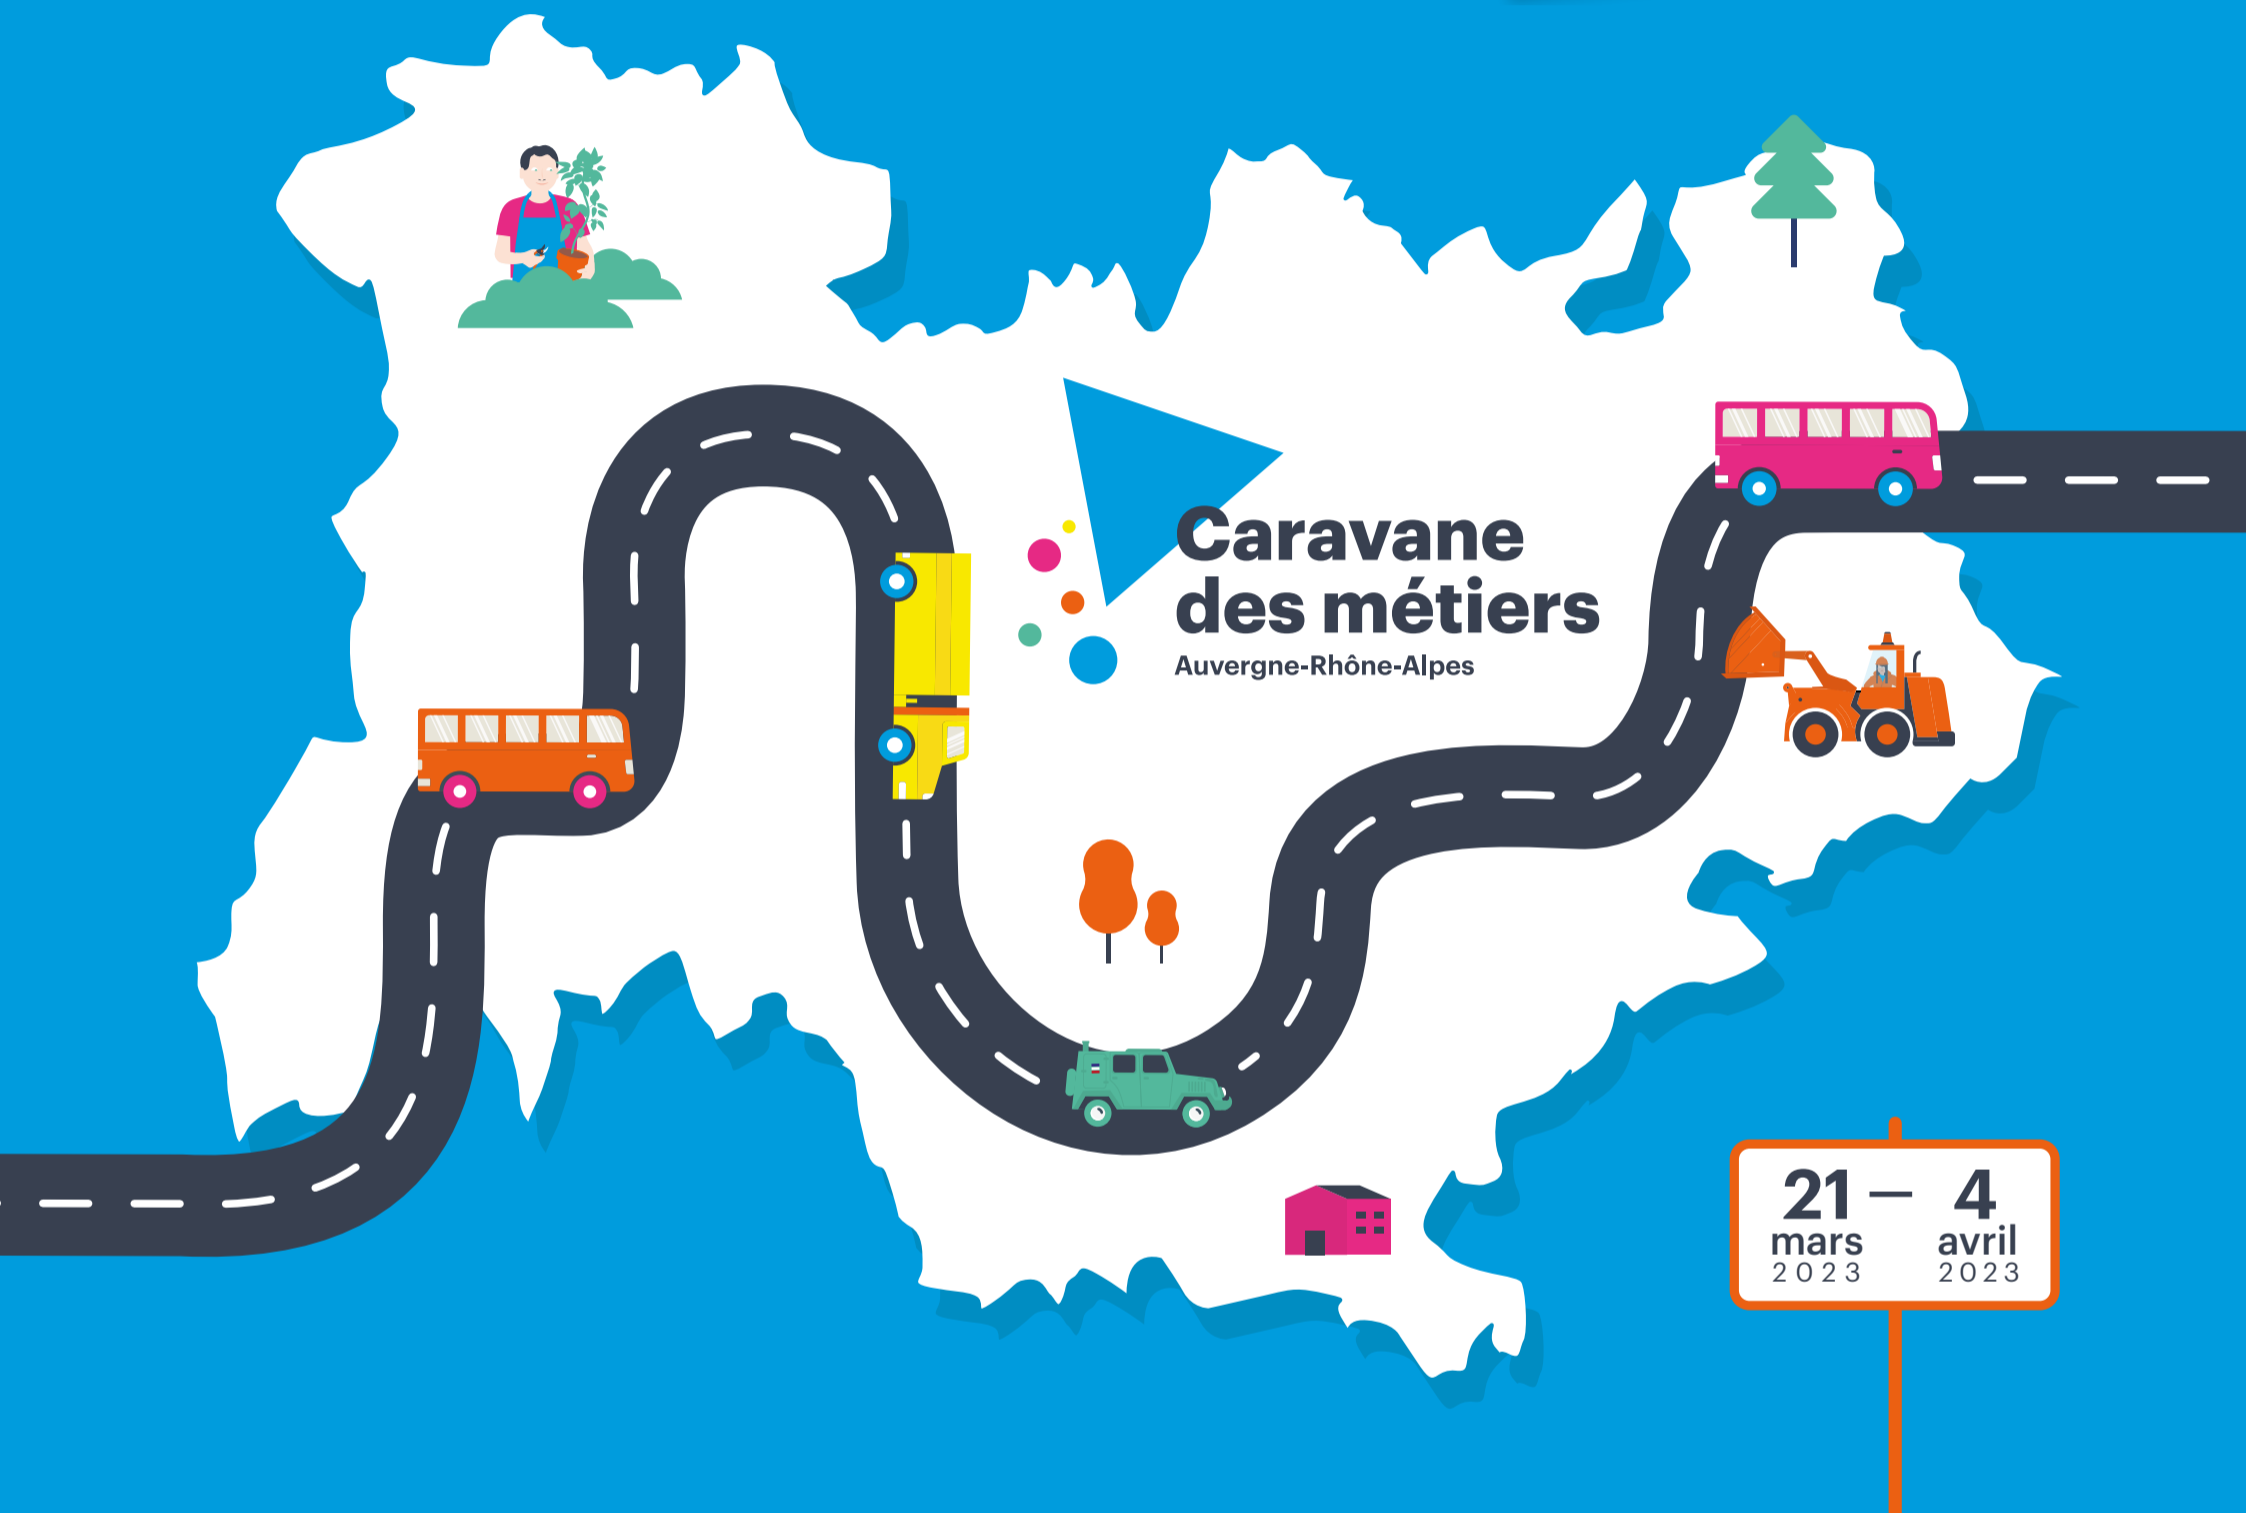 Caravane
des métiers
Auvergne-Rhône-Alpes
21 — 4
mars avril
2023 2023